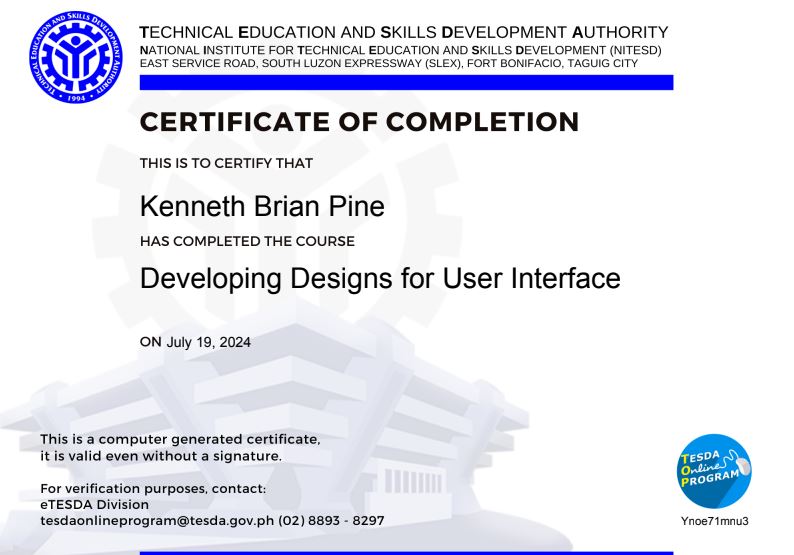 TECHNICAL EDUCATION AND SKILLS DEVELOPMENT AUTHORITY
NATIONAL INSTITUTE FOR TECHNICAL EDUCATION AND SKILLS DEVELOPMENT (NITESD)
EAST SERVICE ROAD, SOUTH LUZON EXPRESSWAY (SLEX), FORT BONIFACIO, TAGUIG CITY
TECHNICAL EDUCATION AND SKILLS DEVELOPMENT AUTHORITY
• 1994 •
CERTIFICATE OF COMPLETION
THIS IS TO CERTIFY THAT
Kenneth Brian Pine
HAS COMPLETED THE COURSE
Developing Designs for User Interface
ON July 19, 2024
This is a computer generated certificate,
it is valid even without a signature.
For verification purposes, contact:
eTESDA Division
tesdaonlineprogram@tesda.gov.ph (02) 8893 - 8297
TESDA
Online
PROGRAM
Ynoe71mnu3